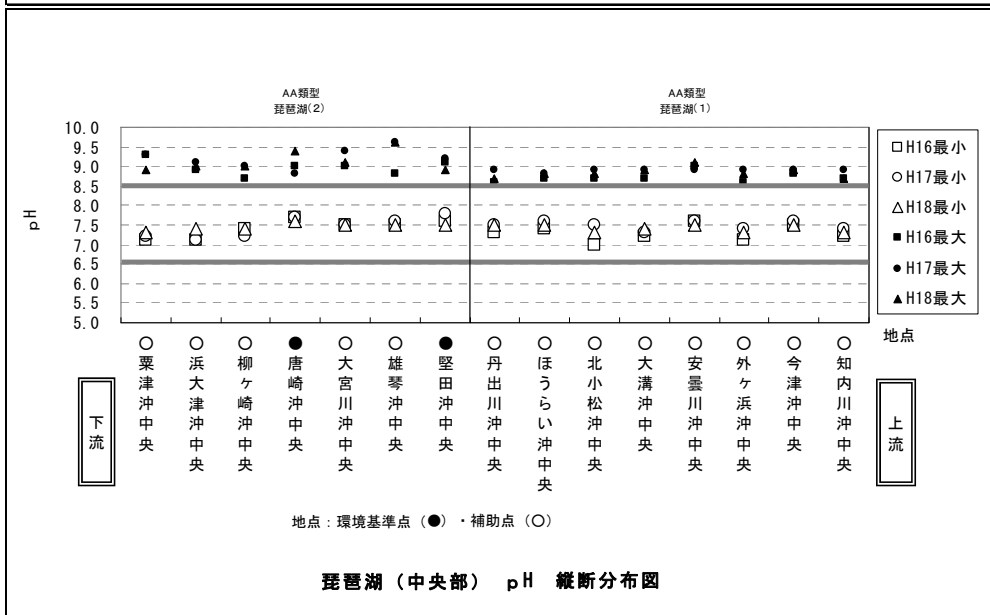 AA類型
琵琶湖(2)
AA類型
琵琶湖(1)
10.0
9.5
9.0
8.5
8.0
7.5
7.0
6.5
6.0
5.5
5.0
pH
□H16最小
○H17最小
△H18最小
■H16最大
●H17最大
▲H18最大
地点
○ ○ ○ ● ○ ○ ● ○ ○ ○ ○ ○ ○ ○ ○
下流
粟津沖中央
浜大津沖中央
柳ヶ崎沖中央
唐崎沖中央
大宮川沖中央
雄琴沖中央
堅田沖中央
丹出川沖中央
ほうらい沖中央
北小松沖中央
大溝沖中央
安曇川沖中央
外ヶ浜沖中央
今津沖中央
知内川沖中央
上流
地点：環境基準点（●）・補助点（○）
琵琶湖（中央部）　pH　縦断分布図